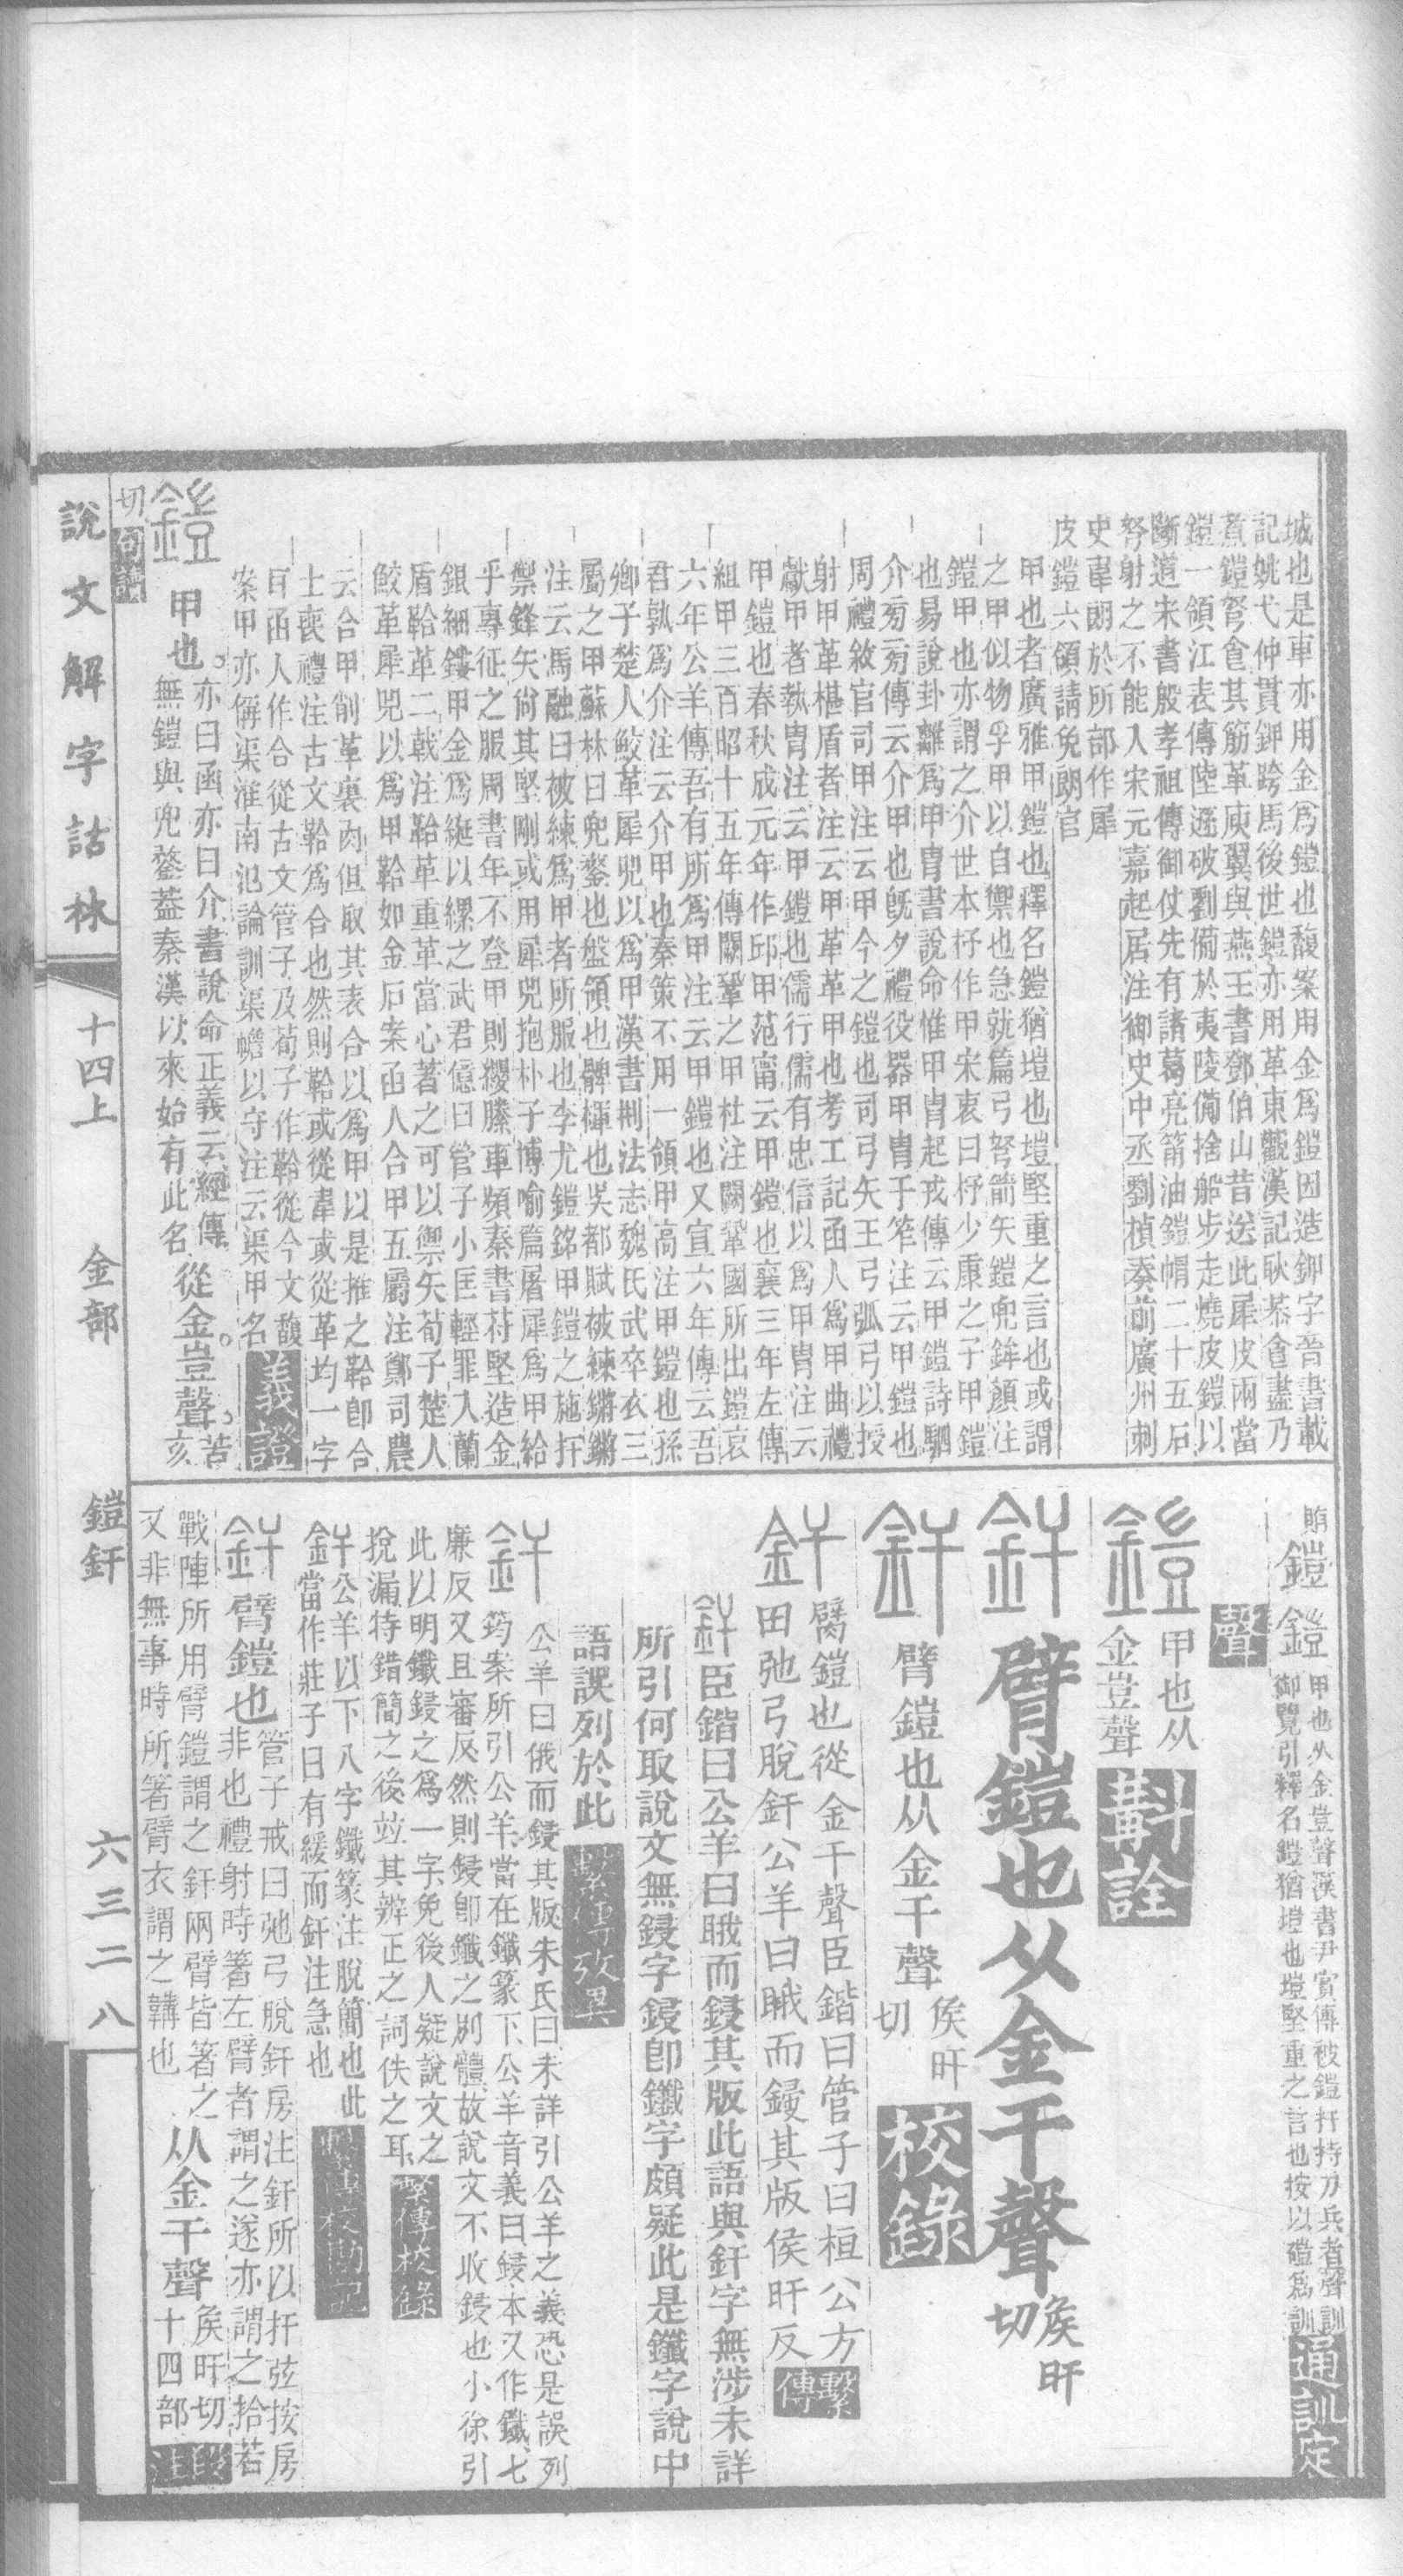 城也是車亦用金爲鎧也馥案用金爲鎧因造鉀字晉書載
記姚弋仲貫鉀跨馬後世鎧亦用革東觀漢記耿恭食盡乃
煮鎧弩食其筋革庾翼與燕王書鄧伯山昔送此犀皮兩當
鎧一領江表傳陸遜破劉備於夷陵備捨船步走燒皮鎧以
斷道宋書殷孝祖傳御仗先有諸葛亮筩油鎧帽二十五石
弩射之不能入宋元嘉起居注御史中丞劉楨奏前廣州刺
史韋朗於所部作犀
皮鎧六領請免朗官
甲也者廣雅甲鎧也釋名鎧猶塏也塏堅重之言也或謂
之甲似物孚甲以自禦也急就篇弓弩箭矢鎧兜鉾顏注
鎧甲也亦謂之介世本杼作甲宋衷曰杼少康之子甲鎧
也易說卦離爲甲胄書說命惟甲胄起戎傳云甲鎧詩駟
介旁旁傳云介甲也旣夕禮役器甲胄干笮注云甲鎧也
周禮敘官司甲注云甲今之鎧也司弓矢王弓弧弓以授
射甲革椹盾者注云甲革革甲也考工記函人爲甲曲禮
獻甲者執胄注云甲鎧也儒行儒有忠信以爲甲胄注云
甲鎧也春秋成元年作邱甲范甯云甲鎧也襄三年左傳
組甲三百昭十五年傳闕鞏之甲杜注闕鞏國所出鎧哀
六年公羊傳吾有所爲甲注云甲鎧也又宣六年傳云吾
君孰爲介注云介甲也秦策不用一領甲高注甲鎧也孫
卿子楚人鮫革犀兕以爲甲漢書刑法志魏氏武卒衣三
屬之甲蘇林曰兜鍪也盤領也髀褌也吳都賦被練鏘鏘
注云馬融曰被練爲甲者所服也李尤鎧銘甲鎧之施扞
禦鋒矢尚其堅剛或用犀兕抱朴子博喻篇屠犀爲甲給
乎專征之服周書年不登甲則纓縢車頻秦書苻堅造金
銀細鏤甲金爲綖以縲之武君億曰管子小匡輕罪入蘭
盾鞈革二戟注鞈革重革當心著之可以禦矢荀子楚人
鮫革犀兕以爲甲鞈如金石案函人合甲五屬注鄭司農
云合甲削革裏肉但取其表合以爲甲以是推之鞈卽合
士喪禮注古文鞈爲合也然則鞈或從韋或從革均一字
耳函人作合從古文管子及荀子作鞈從今文馥
案甲亦偁渠淮南氾論訓渠幨以守注云渠甲名 義證
鎧 甲也。亦曰函亦曰介書說命正義云經傳
無鎧與兜鍪葢秦漢以來始有此名 從金。豈聲。苦亥
切 句讀
說文解字詁林 十四上 金部 鎧釬 六三二八
鎧 鎧 甲也从金豈聲漢書尹賞傳被鎧扞持刀兵者聲訓
御覽引釋名鎧猶塏也塏堅重之言也按以磑爲訓 通訓定
聲
鎧 甲也从
金豈聲 斠詮
釬 臂鎧也从金干聲 矦旰
切
釬 臂鎧也从金干聲 矦旰
切 校錄
釬 臂鎧也從金干聲臣鍇曰管子曰桓公方
田弛弓脫釬公羊曰睋而鋟其版侯旰反 繫
傳
釬臣鍇曰公羊曰睋而鋟其版此語與釬字無涉未詳
所引何取說文無鋟字鋟卽鑯字頗疑此是鑯字說中
語誤列於此 繫傳攷異
公羊曰俄而鋟其版朱氏曰未詳引公羊之義恐是誤列
釬 筠案所引公羊當在鑯篆下公羊音義曰鋟本又作鑯七
廉反又且審反然則鋟卽鑯之別體故說文不收鋟也小徐引
此以明鑯鋟之爲一字免後人疑說文之
挩漏特錯簡之後竝其辨正之詞佚之耳 繫傳校錄
釬 公羊以下八字鑯篆注脫簡也此
當作莊子曰有緩而釬注急也 繫傳校勘記
釬 臂鎧也 管子戒曰弛弓脫釬房注釬所以扞弦按房
非也禮射時箸左臂者謂之遂亦謂之拾若
戰陣所用臂鎧謂之釬兩臂皆箸之
又非無事時所箸臂衣謂之韝也 从金干聲 矦旰切
十四部 段
注